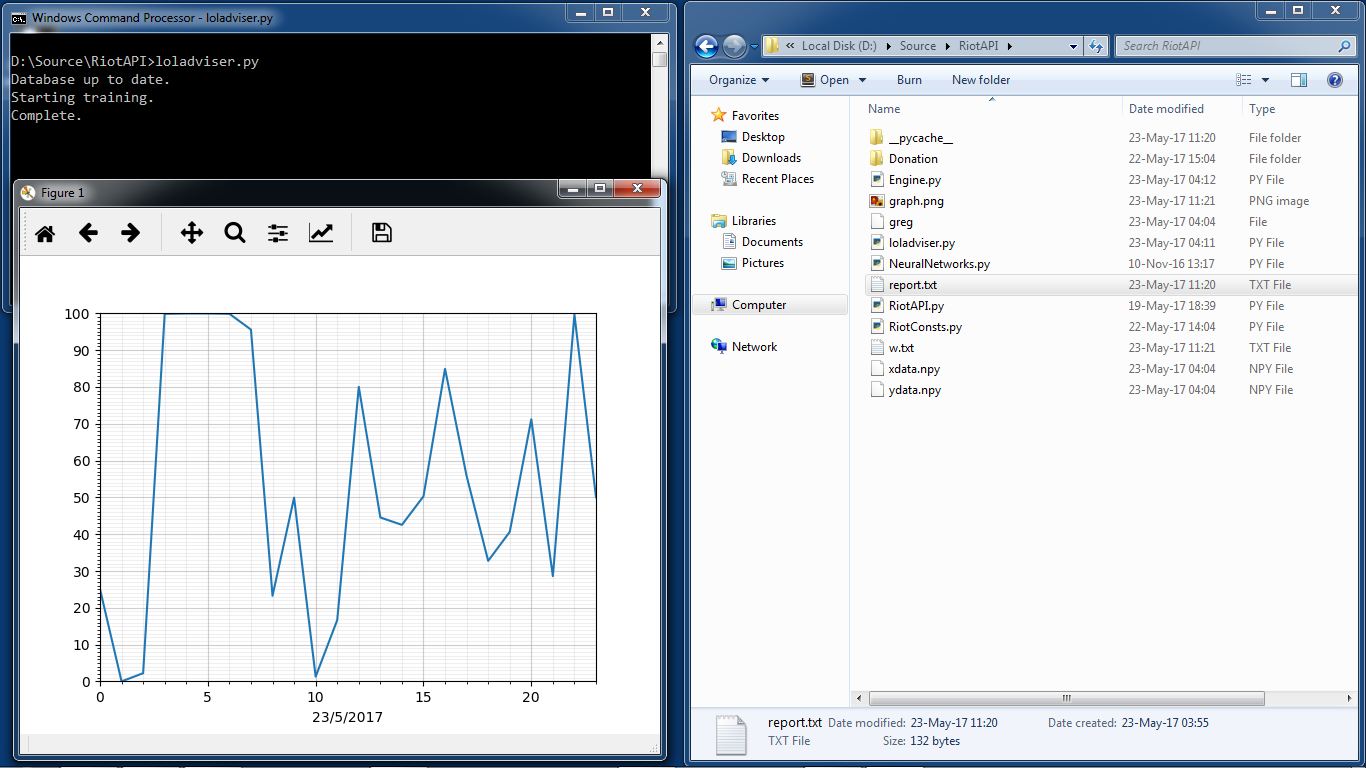 Windows Command Processor - loladviser.py
D:\Source\RiotAPI>loladviser.py
Database up to date.
Starting training.
Complete.
Figure 1
100
90
80
70
60
50
40
30
20
10
0
0 5 10 15 20
23/5/2017
« Local Disk (D:) Source RiotAPI
Search RiotAPI
Organize Open Burn New folder
Favorites
Desktop
Downloads
Recent Places
Libraries
Documents
Pictures
Computer
Network
Name Date modified Type
__pycache__ 23-May-17 11:20 File folder
Donation 22-May-17 15:04 File folder
Engine.py 23-May-17 04:12 PY File
graph.png 23-May-17 11:21 PNG image
greg 23-May-17 04:04 File
loladviser.py 23-May-17 04:11 PY File
NeuralNetworks.py 10-Nov-16 13:17 PY File
report.txt 23-May-17 11:20 TXT File
RiotAPI.py 19-May-17 18:39 PY File
RiotConsts.py 22-May-17 14:04 PY File
w.txt 23-May-17 11:21 TXT File
xdata.npy 23-May-17 04:04 NPY File
ydata.npy 23-May-17 04:04 NPY File
report.txt Date modified: 23-May-17 11:20 Date created: 23-May-17 03:55
TXT File Size: 132 bytes